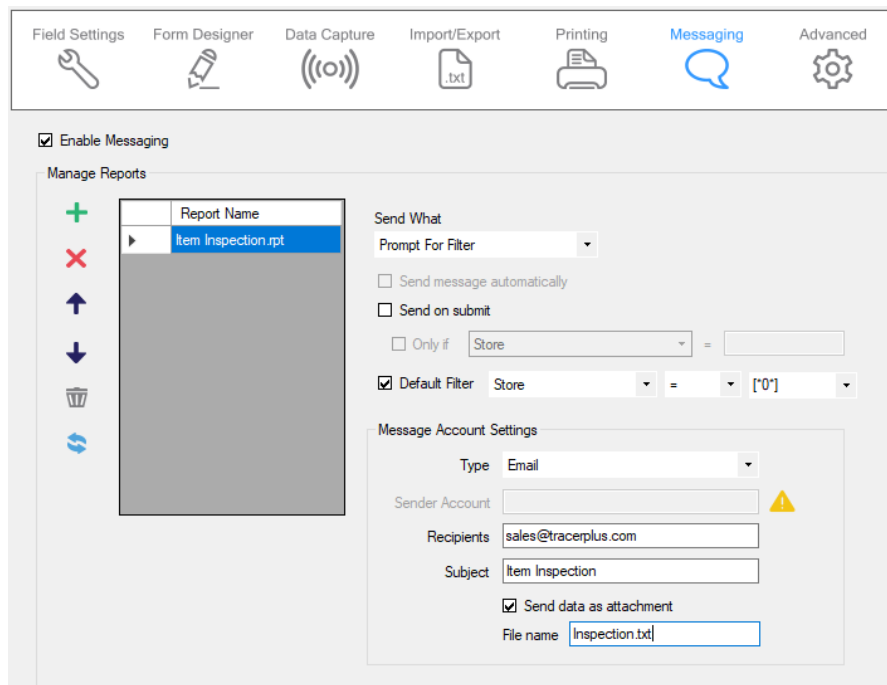 Field Settings Form Designer Data Capture Import/Export Printing Messaging Advanced
.txt
Enable Messaging
Manage Reports
Report Name
Item Inspection.rpt
Send What
Prompt For Filter
Send message automatically
Send on submit
Only if Store =
Default Filter Store = [*0*]
Message Account Settings
Type Email
Sender Account
Recipients sales@tracerplus.com
Subject Item Inspection
Send data as attachment
File name Inspection.txt